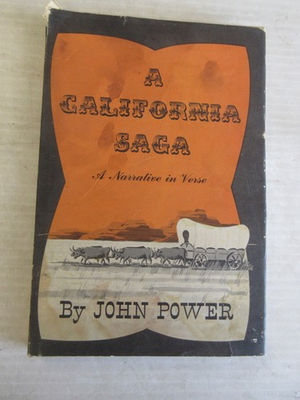 A
CALIFORNIA
SAGA
A Narrative in Verse
By JOHN POWER